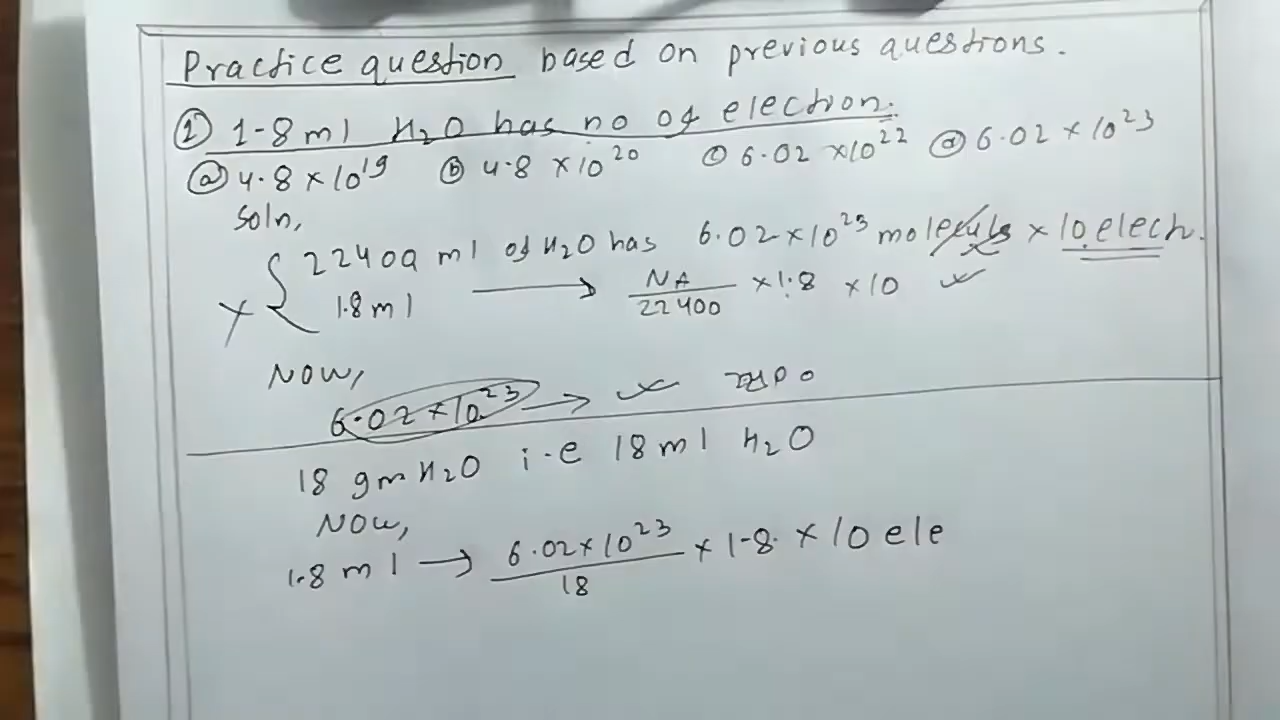 Practice question based on previous questions.
① 1.8 ml H₂O has no of electron.
ⓐ 4.8 × 10¹⁹ ⓑ 4.8 × 10²⁰ ⓒ 6.02 × 10²² ⓓ 6.02 × 10²³
Soln,
22400 ml of H₂O has 6.02 × 10²³ molecules × 10 elech.
× { 1.8 ml → NA/22400 × 1.8 × 10
Now,
6.02 × 10²³ →
18 gm H₂O i.e 18 ml H₂O
Now,
1.8 ml → 6.02 × 10²³/18 × 1.8 × 10 ele